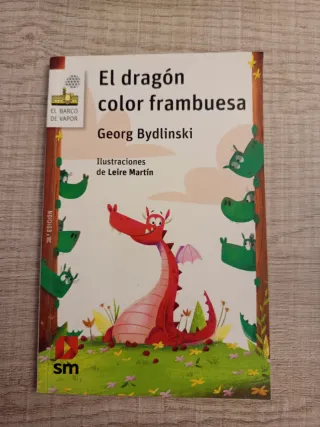 El dragón
color frambuesa
Georg Bydlinski
Ilustraciones
de Leire Martín
EL BARCO
DE VAPOR
sm